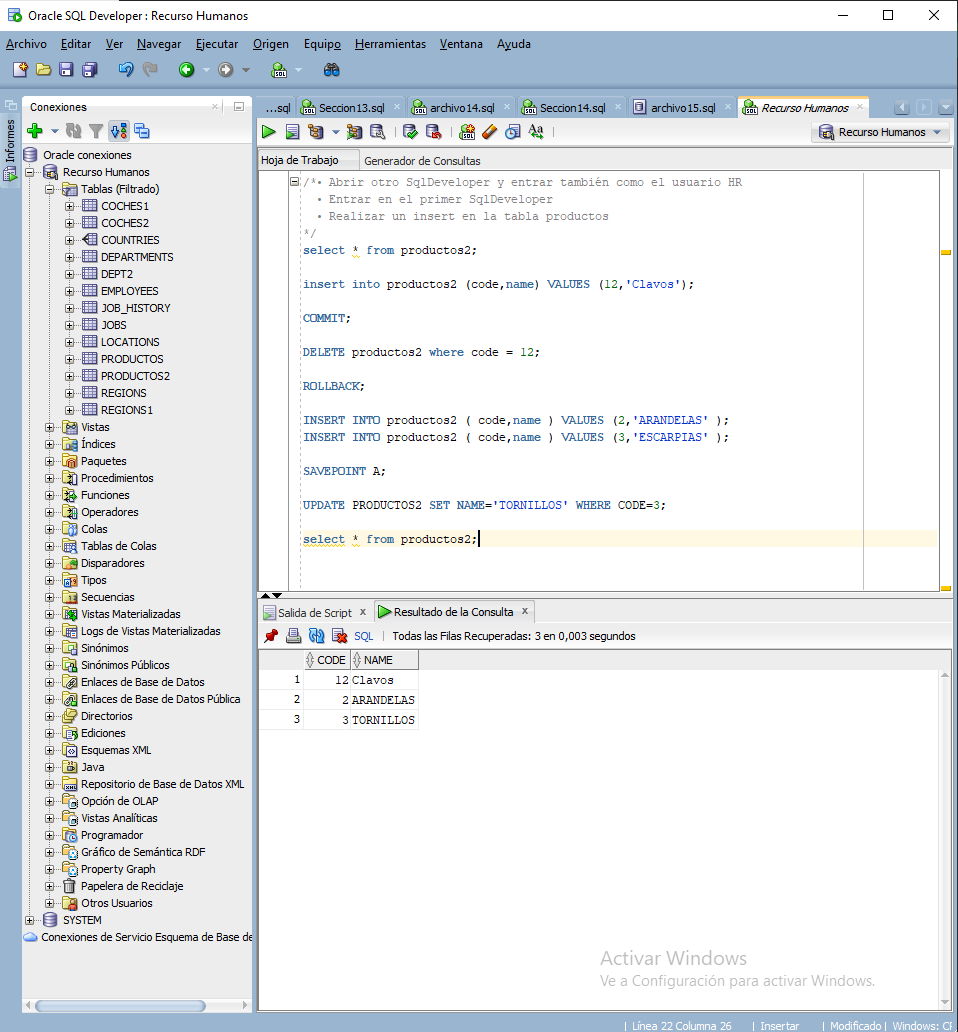 Oracle SQL Developer : Recurso Humanos
Archivo Editar Ver Navegar Ejecutar Origen Equipo Herramientas Ventana Ayuda
Informes
Conexiones
Oracle conexiones
Recurso Humanos
Tablas (Filtrado)
COCHES1
COCHES2
COUNTRIES
DEPARTMENTS
DEPT2
EMPLOYEES
JOB_HISTORY
JOBS
LOCATIONS
PRODUCTOS
PRODUCTOS2
REGIONS
REGIONS1
Vistas
Índices
Paquetes
Procedimientos
Funciones
Operadores
Colas
Tablas de Colas
Disparadores
Tipos
Secuencias
Vistas Materializadas
Logs de Vistas Materializadas
Sinónimos
Sinónimos Públicos
Enlaces de Base de Datos
Enlaces de Base de Datos Pública
Directorios
Ediciones
Esquemas XML
Java
Repositorio de Base de Datos XML
Opción de OLAP
Vistas Analíticas
Programador
Gráfico de Semántica RDF
Property Graph
Papelera de Reciclaje
Otros Usuarios
SYSTEM
Conexiones de Servicio Esquema de Base de
...sql Seccion13.sql archivo14.sql Seccion14.sql archivo15.sql Recurso Humanos
Recurso Humanos
Hoja de Trabajo Generador de Consultas
/*• Abrir otro SqlDeveloper y entrar también como el usuario HR
• Entrar en el primer SqlDeveloper
• Realizar un insert en la tabla productos
*/
select * from productos2;
insert into productos2 (code,name) VALUES (12,'Clavos');
COMMIT;
DELETE productos2 where code = 12;
ROLLBACK;
INSERT INTO productos2 ( code,name ) VALUES (2,'ARANDELAS' );
INSERT INTO productos2 ( code,name ) VALUES (3,'ESCARPIAS' );
SAVEPOINT A;
UPDATE PRODUCTOS2 SET NAME='TORNILLOS' WHERE CODE=3;
select * from productos2;
Salida de Script x Resultado de la Consulta x
SQL | Todas las Filas Recuperadas: 3 en 0,003 segundos
CODE NAME
1 12 Clavos
2 2 ARANDELAS
3 3 TORNILLOS
Activar Windows
Ve a Configuración para activar Windows.
| Línea 22 Columna 26 | Insertar | Modificado | Windows: CF